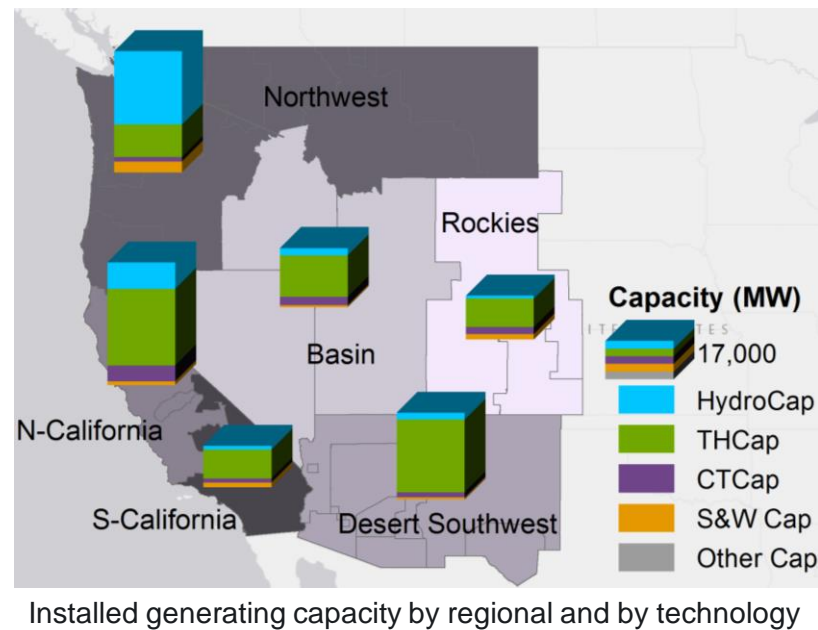 Northwest
Rockies
Capacity (MW)
17,000
Basin
HydroCap
N-California
THCap
CTCap
S-California
Desert Southwest
S&W Cap
Other Cap
Installed generating capacity by regional and by technology